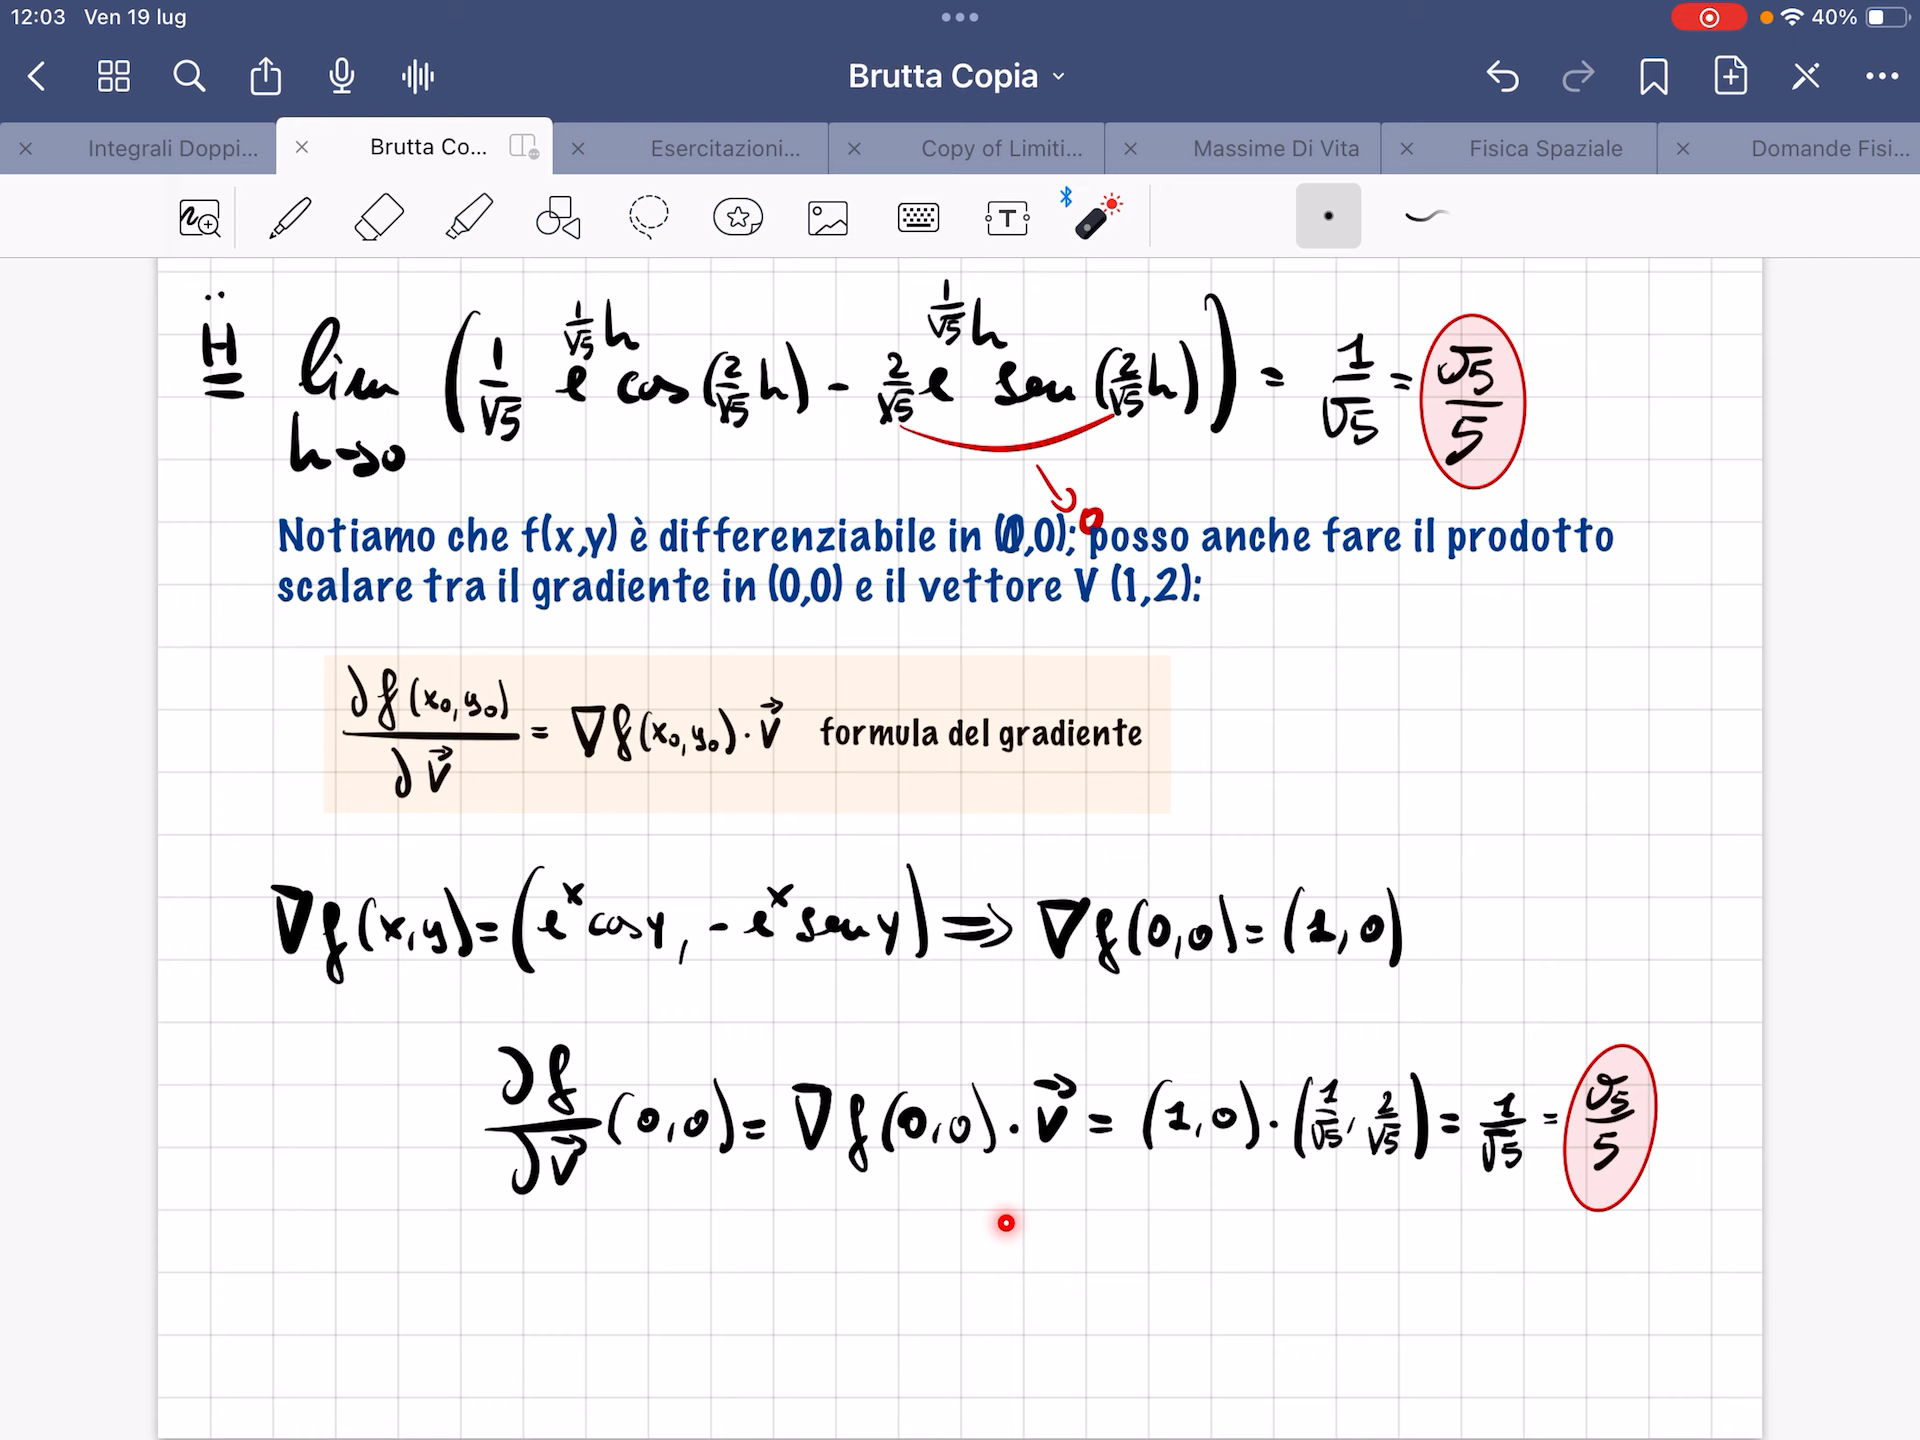 12:03 Ven 19 lug
40%
Brutta Copia
Integrali Doppi...
Brutta Co...
Esercitazioni...
Copy of Limiti...
Massime Di Vita
Fisica Spaziale
Domande Fisi...
T
Ḧ= lim h→0 (1/√5 e^(1/√5 h) cos(2/√5 h) - 2/√5 e^(1/√5 h) sen(2/√5 h)) = 1/√5 = √5/5
0
Notiamo che f(x,y) è differenziabile in (0,0); posso anche fare il prodotto
scalare tra il gradiente in (0,0) e il vettore V (1,2):
∂f(x₀,y₀)/∂v⃗ = ∇f(x₀,y₀)·v⃗ formula del gradiente
∇f(x,y)=(e^x cosy, -e^x sen y) ⇒ ∇f(0,0)=(1,0)
∂f/∂v⃗ (0,0)= ∇f(0,0)·v⃗ = (1,0)·(1/√5, 2/√5) = 1/√5 = √5/5